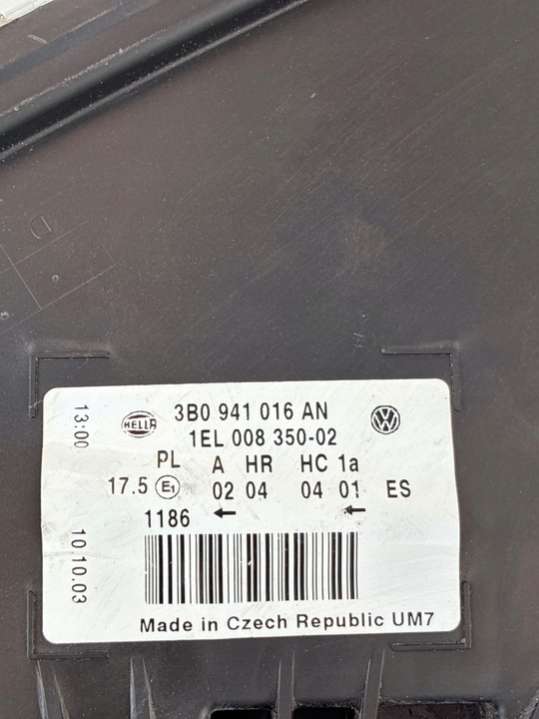 13:00
10 10.03
HELLA
3B0 941 016 AN
1EL 008 350-02
PL A HR HC 1a
17.5 E1 02 04 04 01 ES
1186 ← ←
Made in Czech Republic UM7